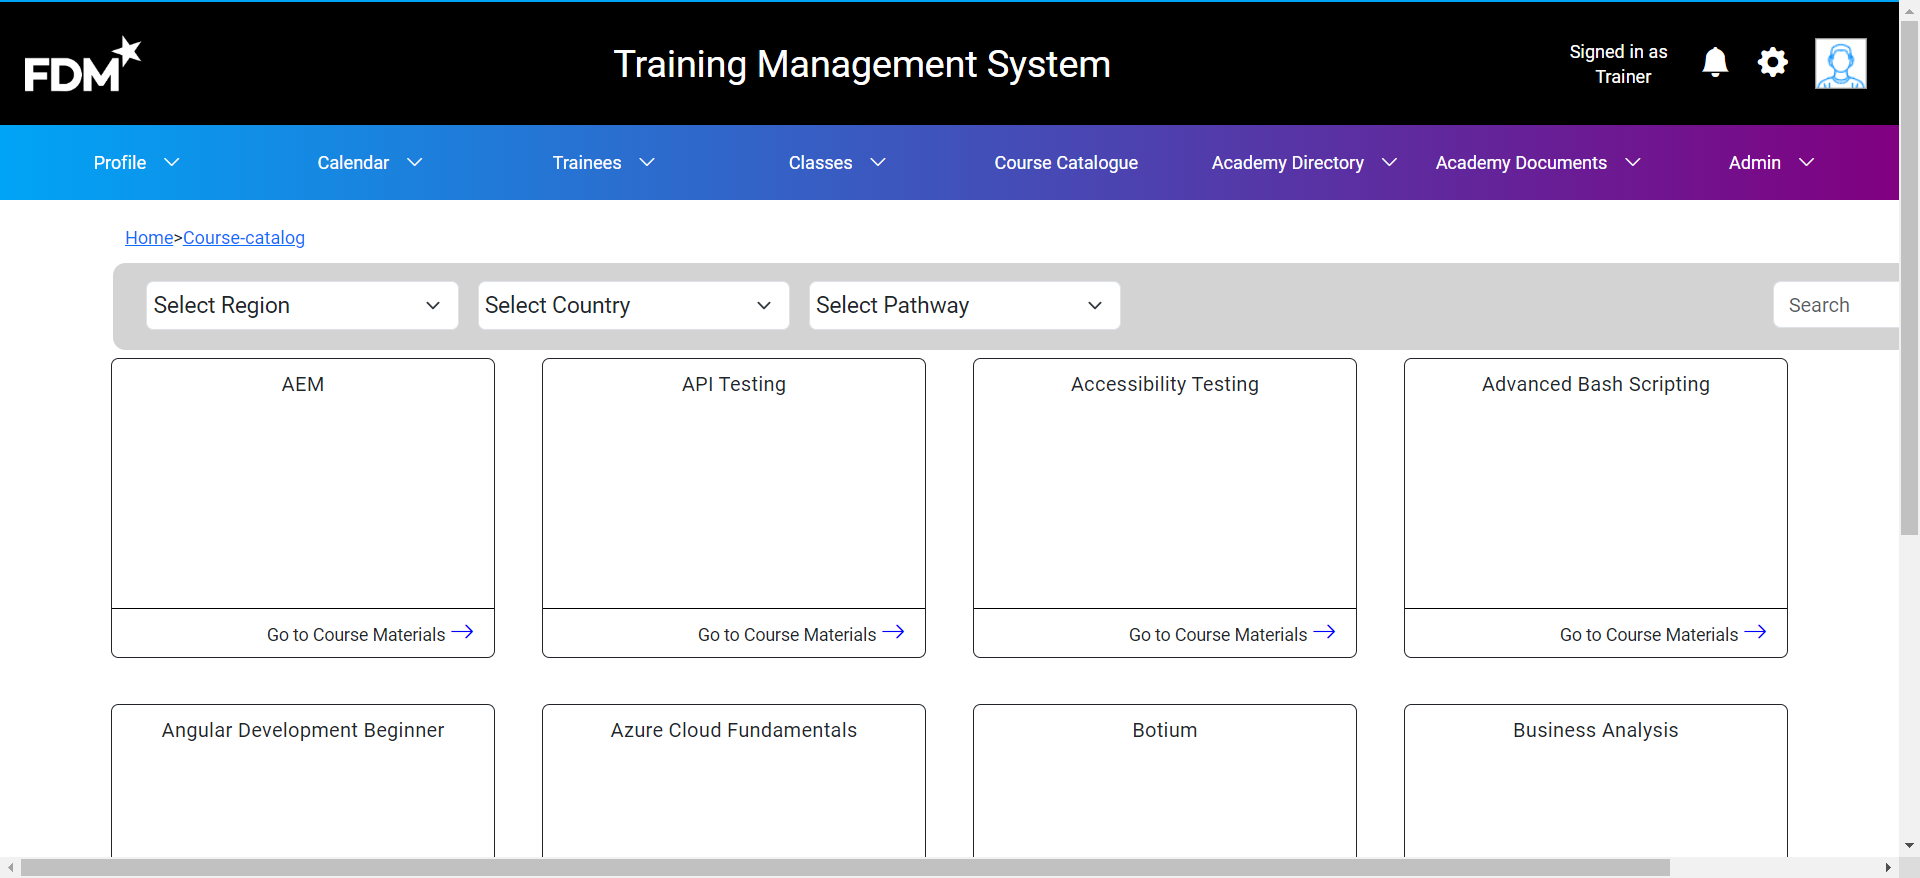 FDM
Training Management System
Signed in as
Trainer
Profile Calendar Trainees Classes Course Catalogue Academy Directory Academy Documents Admin
Home>Course-catalog
Select Region Select Country Select Pathway Search
AEM API Testing Accessibility Testing Advanced Bash Scripting
Go to Course Materials Go to Course Materials Go to Course Materials Go to Course Materials
Angular Development Beginner Azure Cloud Fundamentals Botium Business Analysis